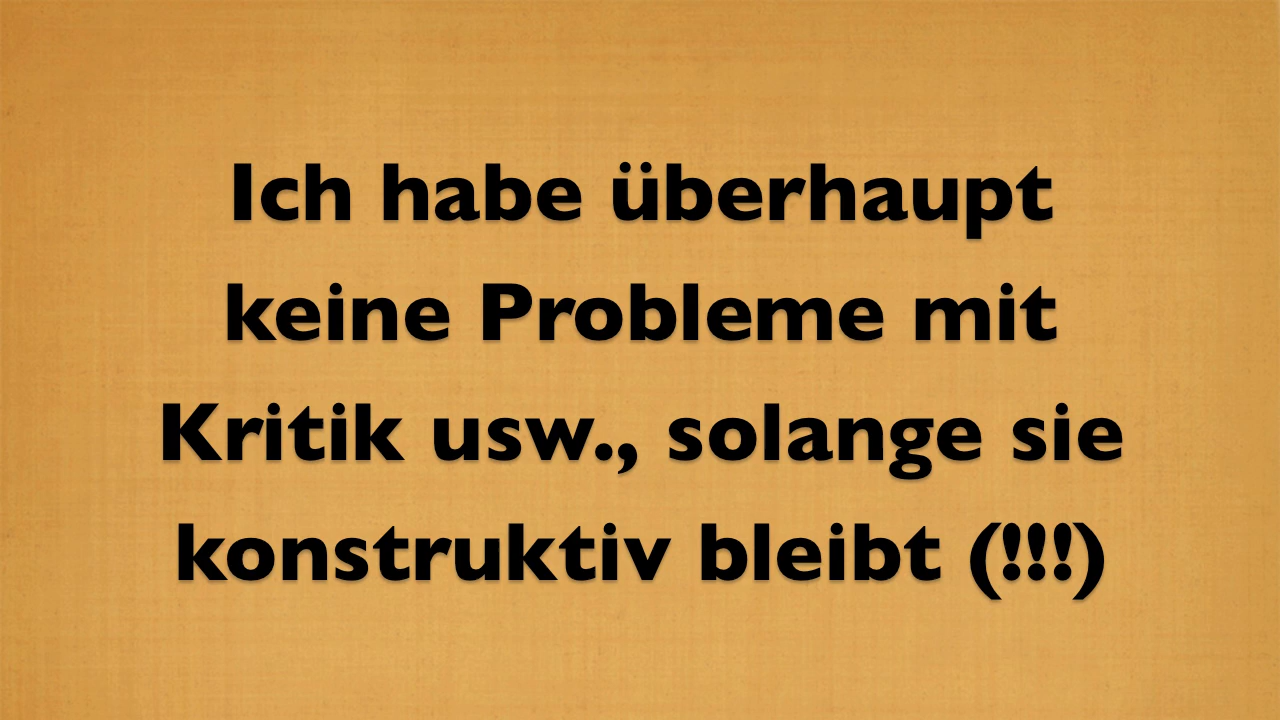 Ich habe überhaupt
keine Probleme mit
Kritik usw., solange sie
konstruktiv bleibt (!!!)